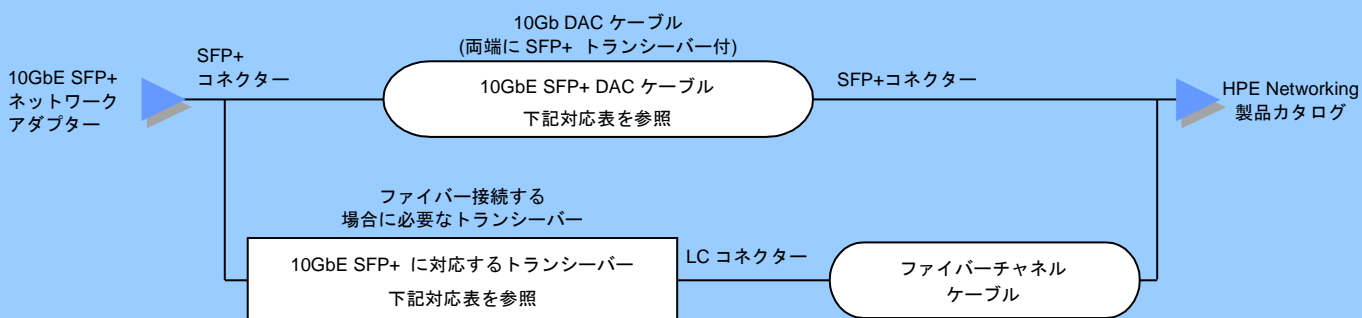 10Gb DAC ケーブル
(両端に SFP+ トランシーバー付)
10GbE SFP+
ネットワーク
アダプター
SFP+
コネクター
10GbE SFP+ DAC ケーブル
下記対応表を参照
SFP+コネクター
HPE Networking
製品カタログ
ファイバー接続する
場合に必要なトランシーバー
10GbE SFP+ に対応するトランシーバー
下記対応表を参照
LC コネクター
ファイバーチャネル
ケーブル